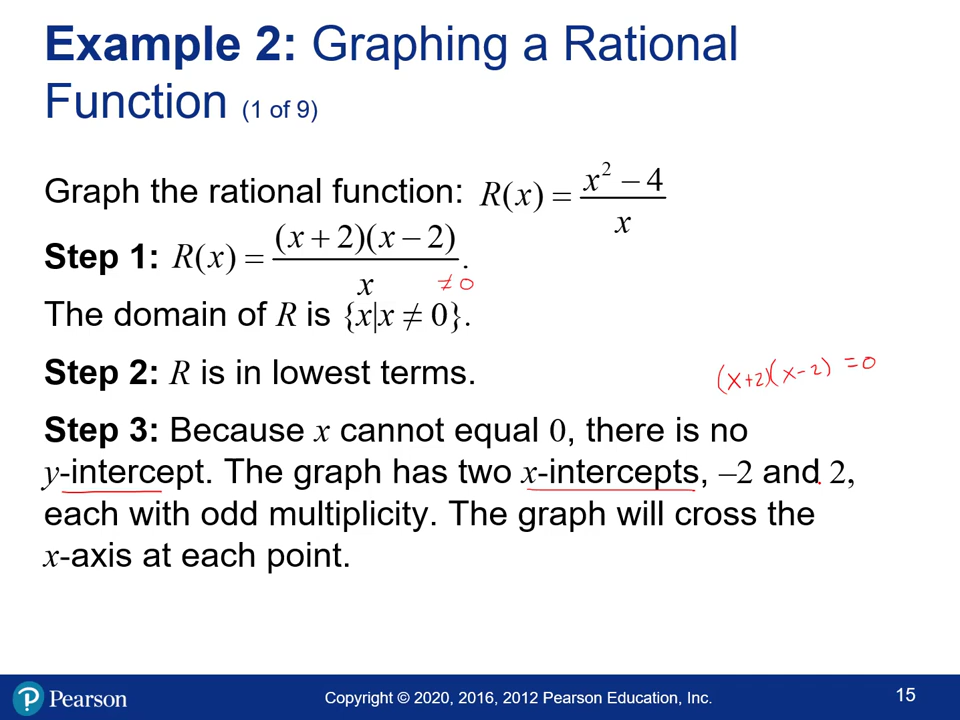 Example 2: Graphing a Rational
Function (1 of 9)
Graph the rational function: R(x) = (x² − 4)/x
Step 1: R(x) = ((x + 2)(x − 2))/x.
≠0
The domain of R is {x|x ≠ 0}.
Step 2: R is in lowest terms.
(x+2)(x-2) =0
Step 3: Because x cannot equal 0, there is no
y-intercept. The graph has two x-intercepts, –2 and 2,
each with odd multiplicity. The graph will cross the
x-axis at each point.
Pearson
Copyright © 2020, 2016, 2012 Pearson Education, Inc.
15